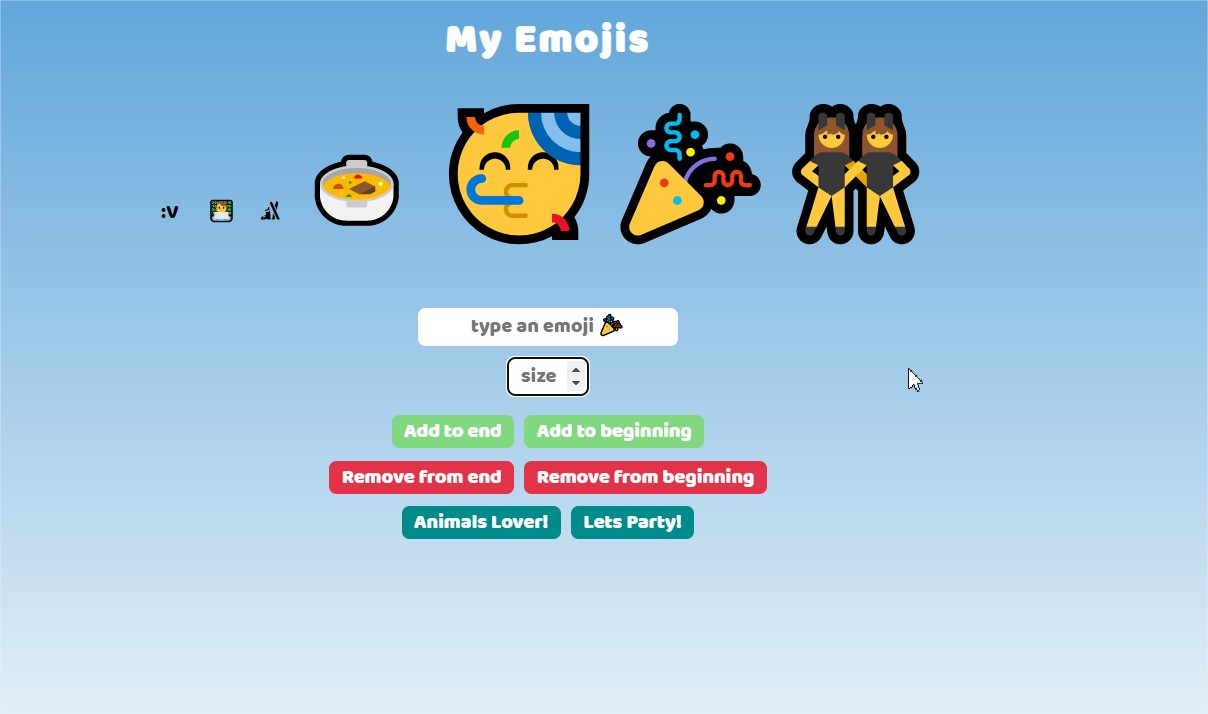 My Emojis
:v
type an emoji 🎉
size
Add to end
Add to beginning
Remove from end
Remove from beginning
Animals Lover!
Lets Party!